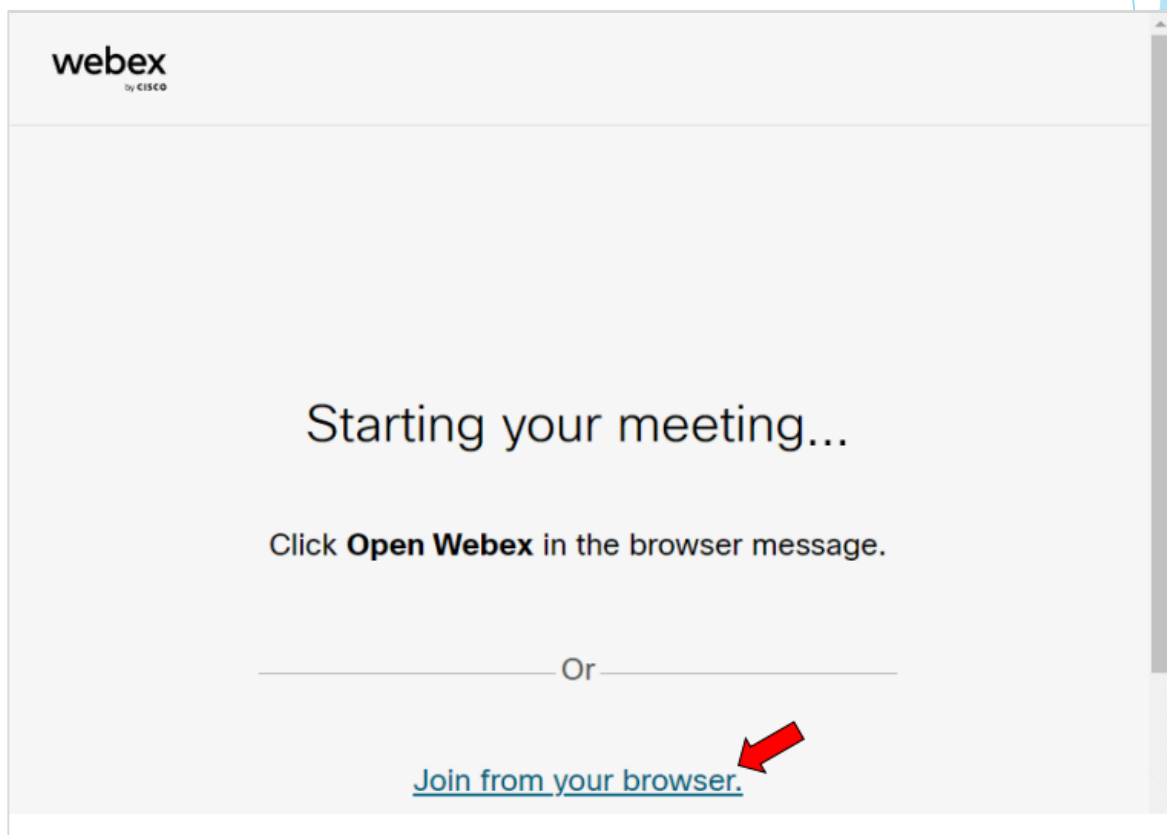 webex
by CISCO
Starting your meeting...
Click Open Webex in the browser message.
Or
Join from your browser.